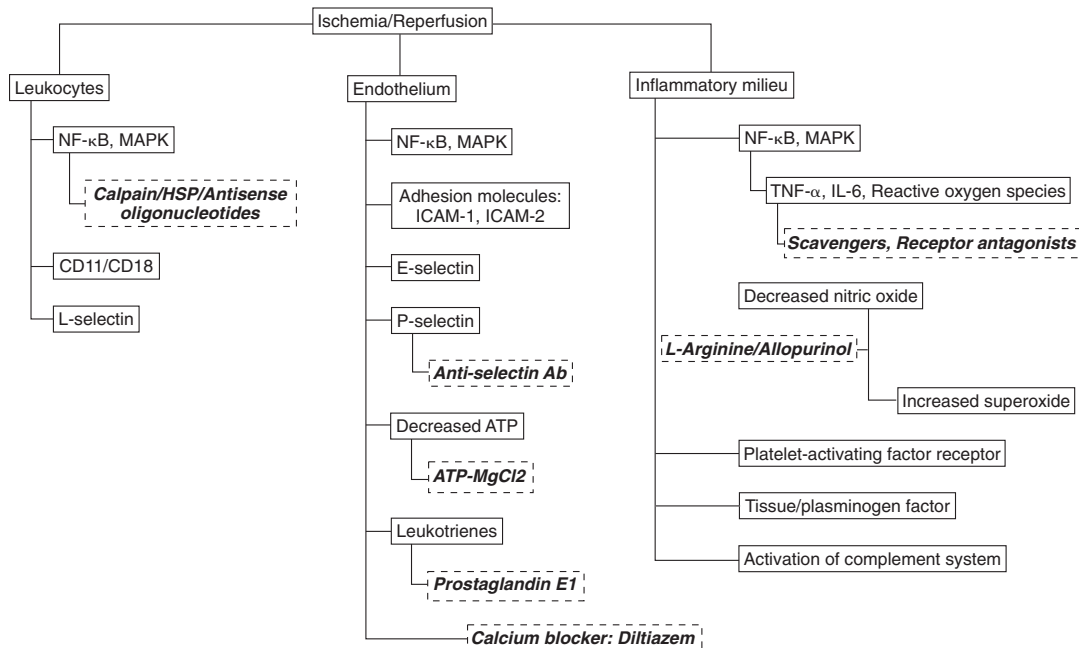 Ischemia/Reperfusion
Leukocytes
NF-κB, MAPK
Calpain/HSP/Antisense
oligonucleotides
CD11/CD18
L-selectin
Endothelium
NF-κB, MAPK
Adhesion molecules:
ICAM-1, ICAM-2
E-selectin
P-selectin
Anti-selectin Ab
Decreased ATP
ATP-MgCl2
Leukotrienes
Prostaglandin E1
Calcium blocker: Diltiazem
Inflammatory milieu
NF-κB, MAPK
TNF-α, IL-6, Reactive oxygen species
Scavengers, Receptor antagonists
Decreased nitric oxide
L-Arginine/Allopurinol
Increased superoxide
Platelet-activating factor receptor
Tissue/plasminogen factor
Activation of complement system